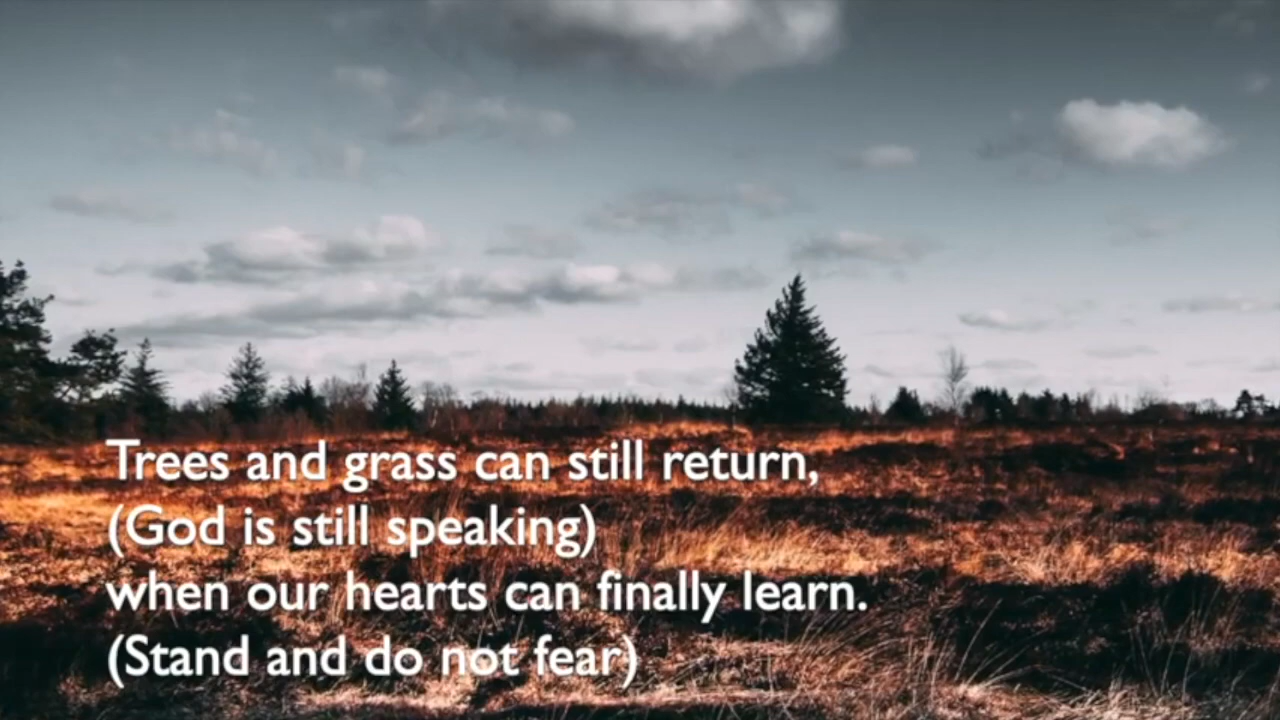 Trees and grass can still return,
(God is still speaking)
when our hearts can finally learn.
(Stand and do not fear)